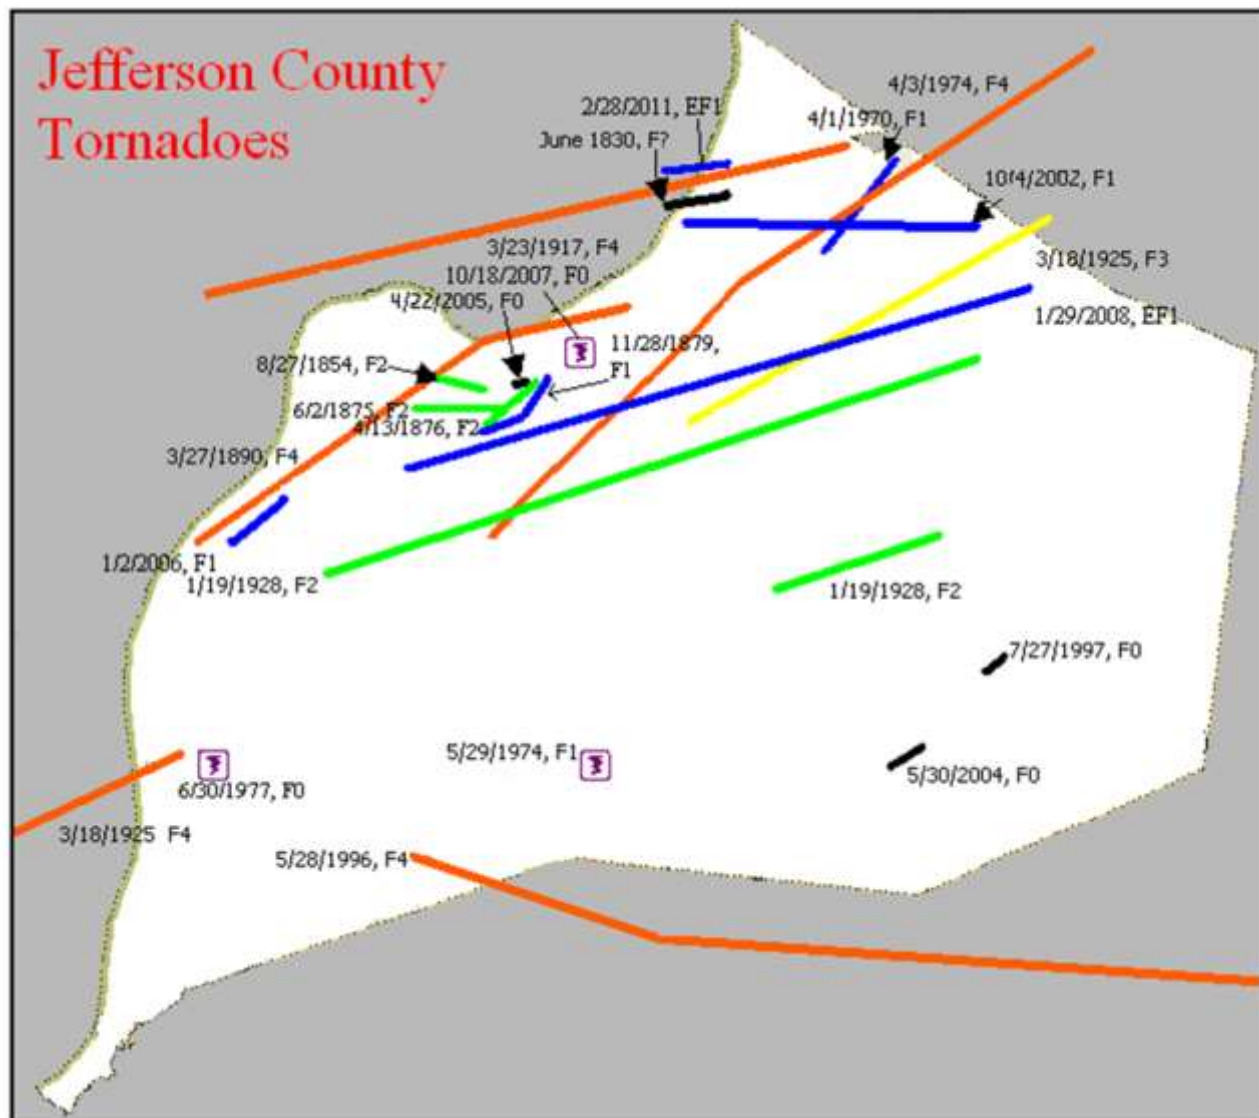 Jefferson County
Tornadoes
4/3/1974, F4
2/28/2011, EF1
4/1/1970, F1
June 1830, F?
10/4/2002, F1
3/23/1917, F4
10/18/2007, F0
3/18/1925, F3
4/22/2005, F0
1/29/2008, EF1
11/28/1879,
F1
8/27/1854, F2
6/2/1875, F2
4/13/1876, F2
3/27/1890, F4
1/2/2006, F1
1/19/1928, F2
1/19/1928, F2
7/27/1997, F0
5/29/1974, F1
5/30/2004, F0
6/30/1977, F0
3/18/1925 F4
5/28/1996, F4